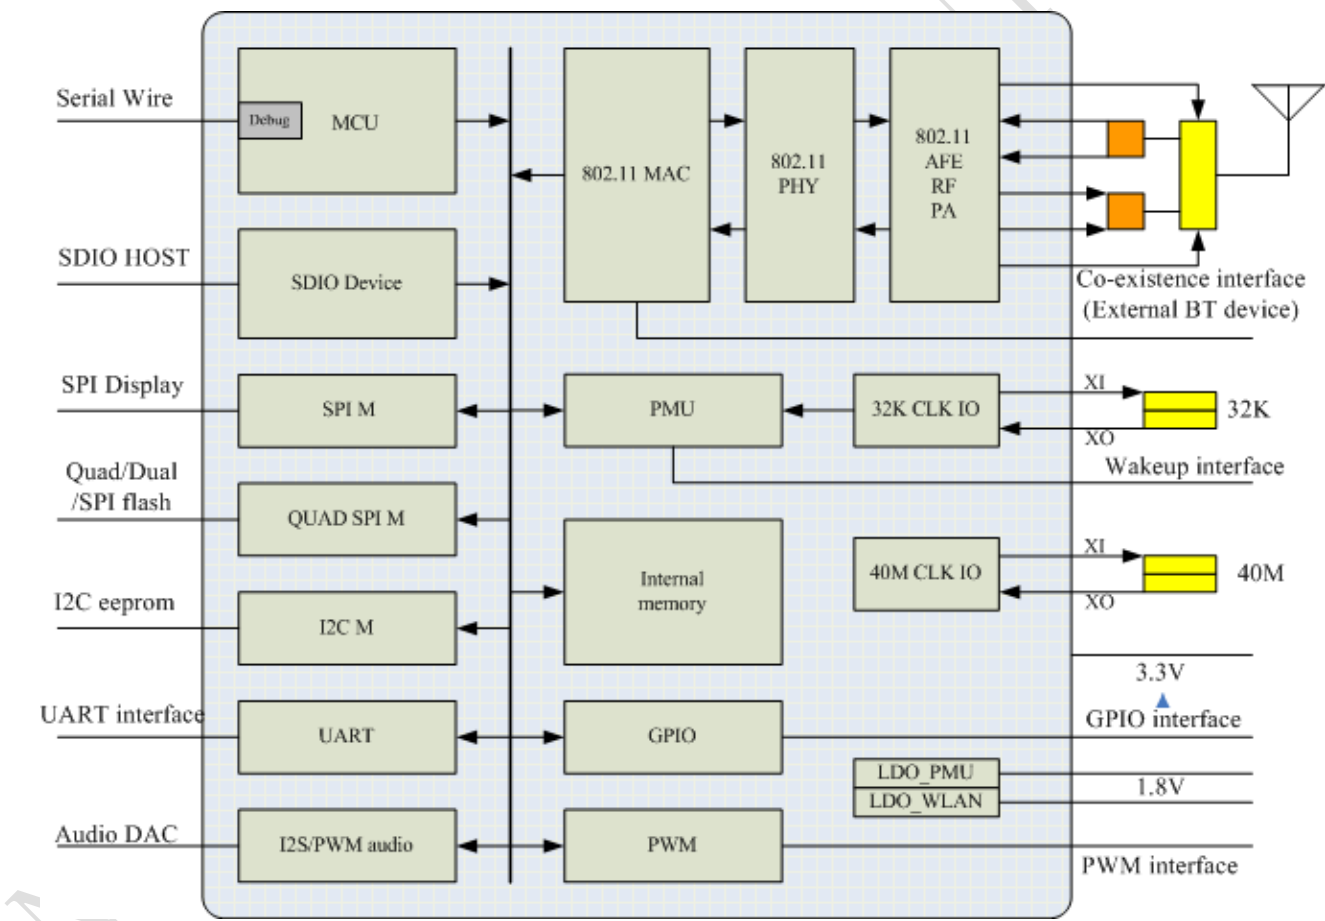 Serial Wire
Debug
MCU
SDIO HOST
SDIO Device
SPI Display
SPI M
Quad/Dual
/SPI flash
QUAD SPI M
I2C eeprom
I2C M
UART interface
UART
Audio DAC
I2S/PWM audio
802.11 MAC
802.11
PHY
802.11
AFE
RF
PA
Co-existence interface
(External BT device)
PMU
32K CLK IO
XI
XO
32K
Wakeup interface
Internal
memory
40M CLK IO
XI
XO
40M
3.3V
GPIO
GPIO interface
LDO_PMU
LDO_WLAN
1.8V
PWM
PWM interface